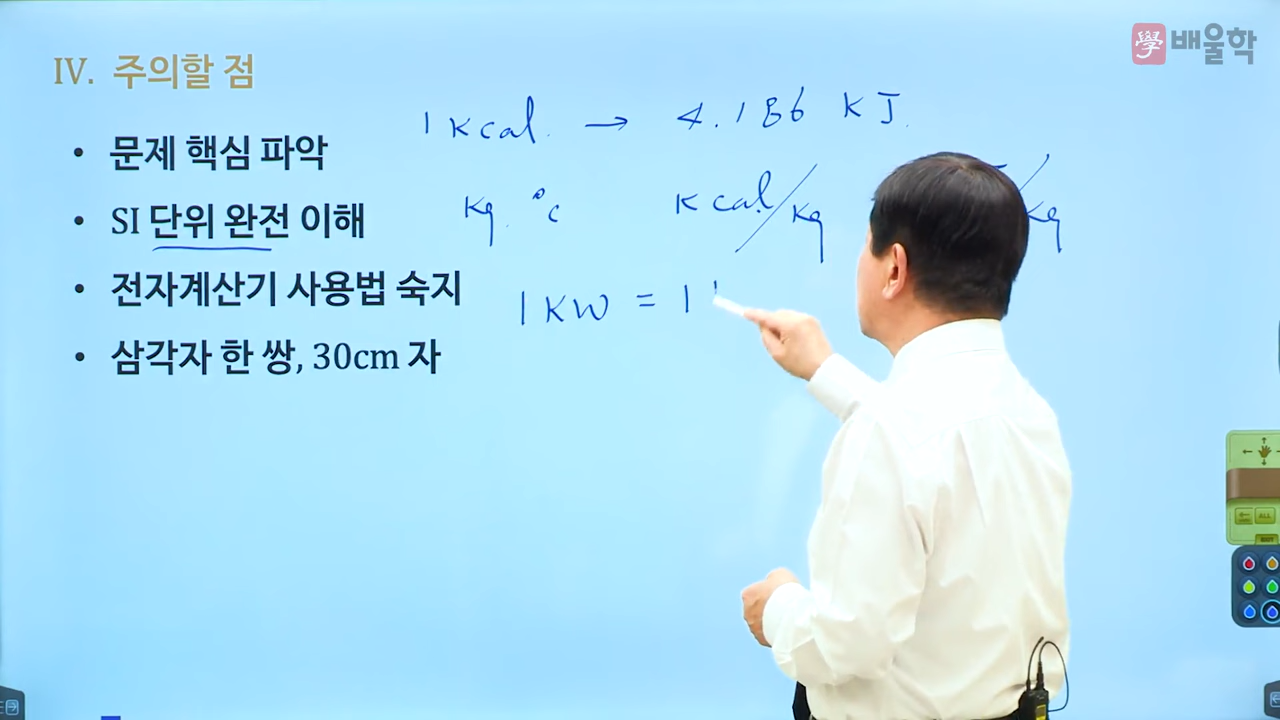 學 배울학
IV. 주의할 점
• 문제 핵심 파악
• SI 단위 완전 이해
• 전자계산기 사용법 숙지
• 삼각자 한 쌍, 30cm 자
1 Kcal. → 4.186 KJ.
Kg. °C Kcal/Kg /Kg
1 KW = 1
ALL